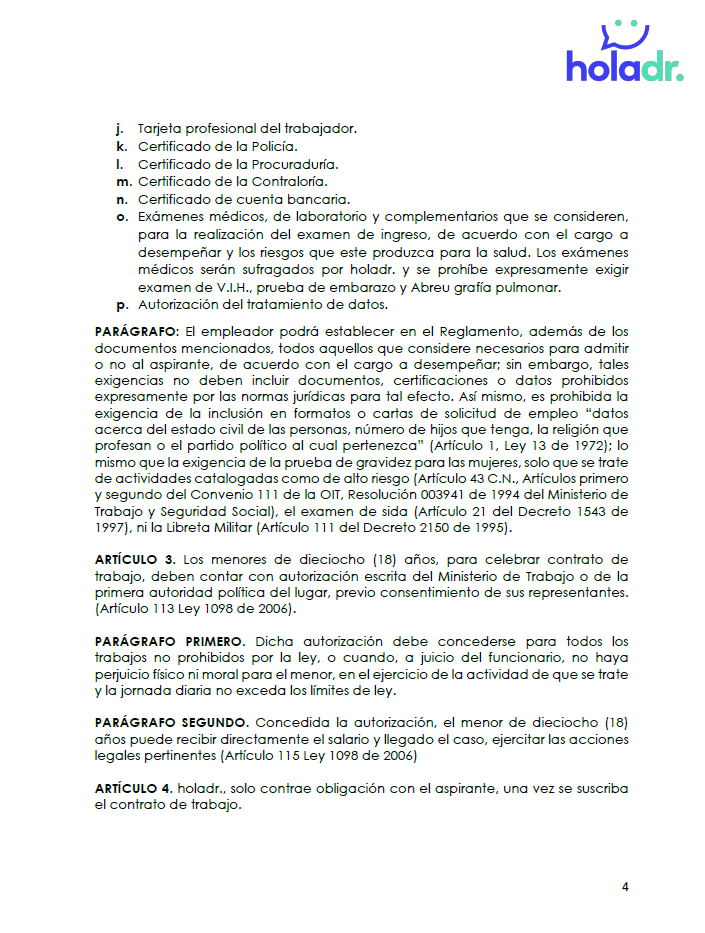 holadr.
j. Tarjeta profesional del trabajador.
k. Certificado de la Policía.
l. Certificado de la Procuraduría.
m. Certificado de la Contraloría.
n. Certificado de cuenta bancaria.
o. Exámenes médicos, de laboratorio y complementarios que se consideren,
para la realización del examen de ingreso, de acuerdo con el cargo a
desempeñar y los riesgos que este produzca para la salud. Los exámenes
médicos serán sufragados por holadr. y se prohíbe expresamente exigir
examen de V.I.H., prueba de embarazo y Abreu grafía pulmonar.
p. Autorización del tratamiento de datos.
PARÁGRAFO: El empleador podrá establecer en el Reglamento, además de los
documentos mencionados, todos aquellos que considere necesarios para admitir
o no al aspirante, de acuerdo con el cargo a desempeñar; sin embargo, tales
exigencias no deben incluir documentos, certificaciones o datos prohibidos
expresamente por las normas jurídicas para tal efecto. Así mismo, es prohibida la
exigencia de la inclusión en formatos o cartas de solicitud de empleo “datos
acerca del estado civil de las personas, número de hijos que tenga, la religión que
profesan o el partido político al cual pertenezca” (Artículo 1, Ley 13 de 1972); lo
mismo que la exigencia de la prueba de gravidez para las mujeres, solo que se trate
de actividades catalogadas como de alto riesgo (Artículo 43 C.N., Artículos primero
y segundo del Convenio 111 de la OIT, Resolución 003941 de 1994 del Ministerio de
Trabajo y Seguridad Social), el examen de sida (Artículo 21 del Decreto 1543 de
1997), ni la Libreta Militar (Artículo 111 del Decreto 2150 de 1995).
ARTÍCULO 3. Los menores de dieciocho (18) años, para celebrar contrato de
trabajo, deben contar con autorización escrita del Ministerio de Trabajo o de la
primera autoridad política del lugar, previo consentimiento de sus representantes.
(Artículo 113 Ley 1098 de 2006).
PARÁGRAFO PRIMERO. Dicha autorización debe concederse para todos los
trabajos no prohibidos por la ley, o cuando, a juicio del funcionario, no haya
perjuicio físico ni moral para el menor, en el ejercicio de la actividad de que se trate
y la jornada diaria no exceda los límites de ley.
PARÁGRAFO SEGUNDO. Concedida la autorización, el menor de dieciocho (18)
años puede recibir directamente el salario y llegado el caso, ejercitar las acciones
legales pertinentes (Artículo 115 Ley 1098 de 2006)
ARTÍCULO 4. holadr., solo contrae obligación con el aspirante, una vez se suscriba
el contrato de trabajo.
4